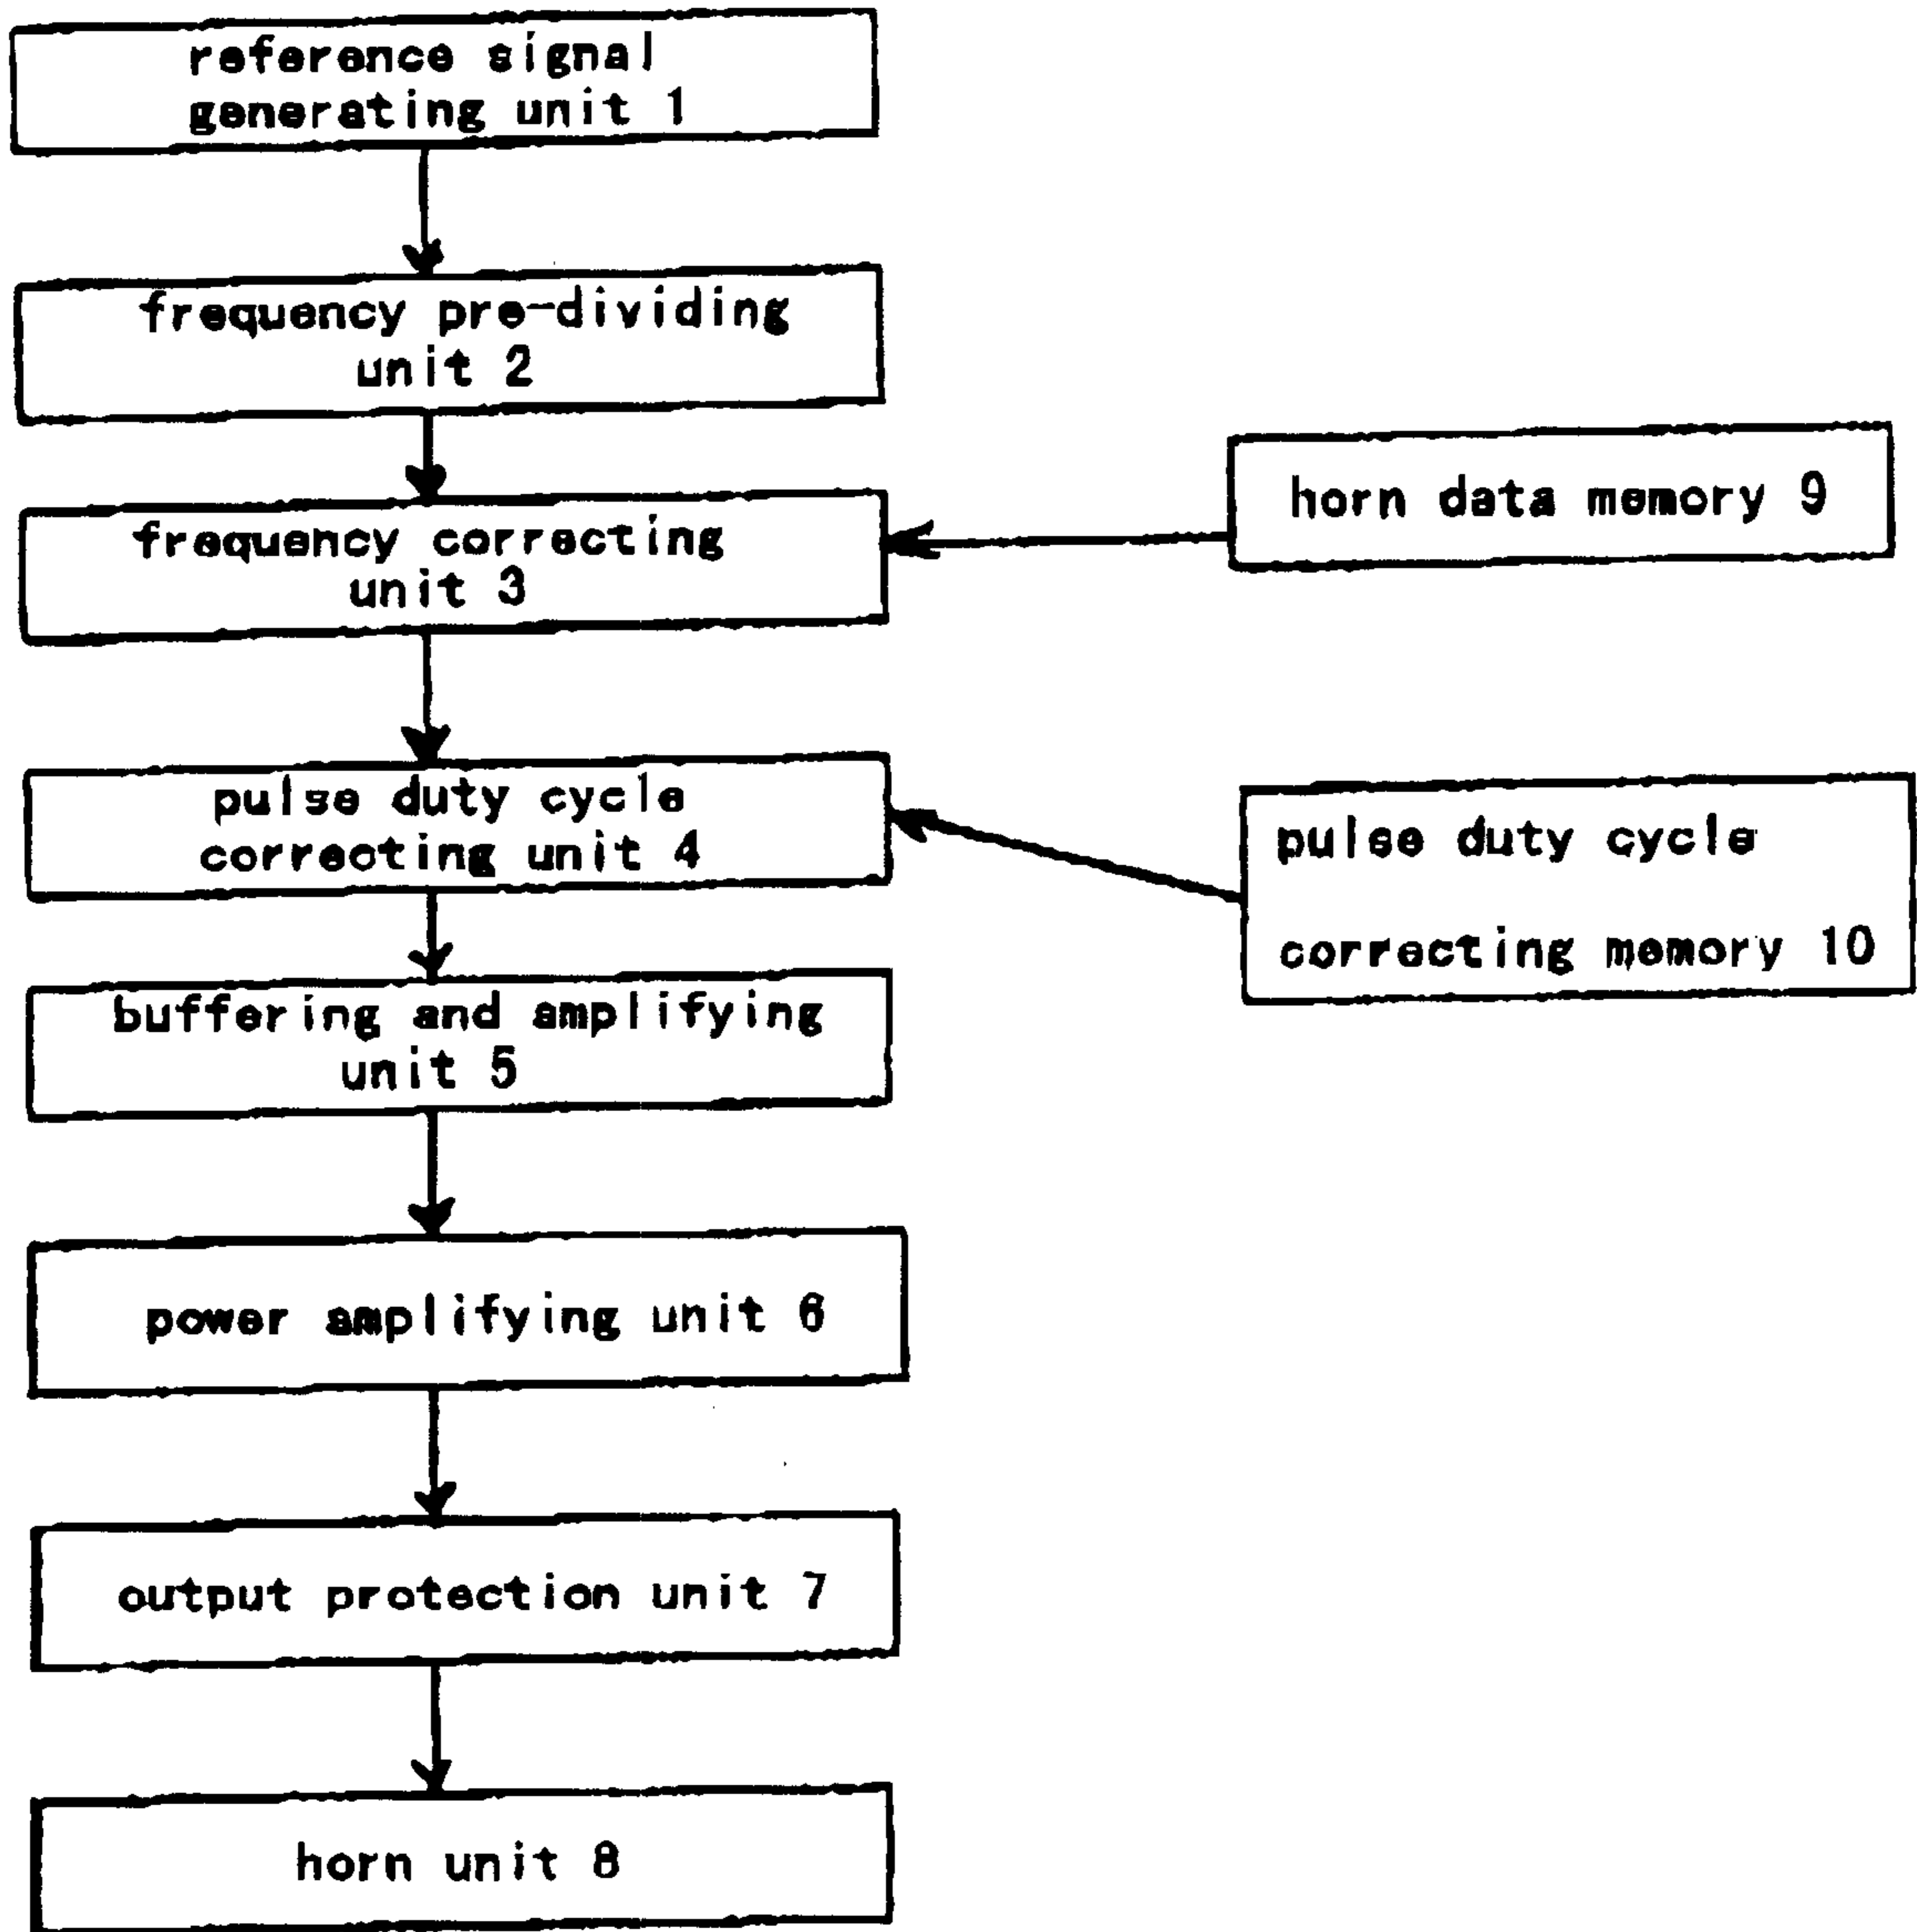 reference signal
generating unit 1
frequency pre-dividing
unit 2
frequency correcting
unit 3
horn data memory 9
pulse duty cycle
correcting unit 4
pulse duty cycle
correcting memory 10
buffering and amplifying
unit 5
power amplifying unit 6
output protection unit 7
horn unit 8